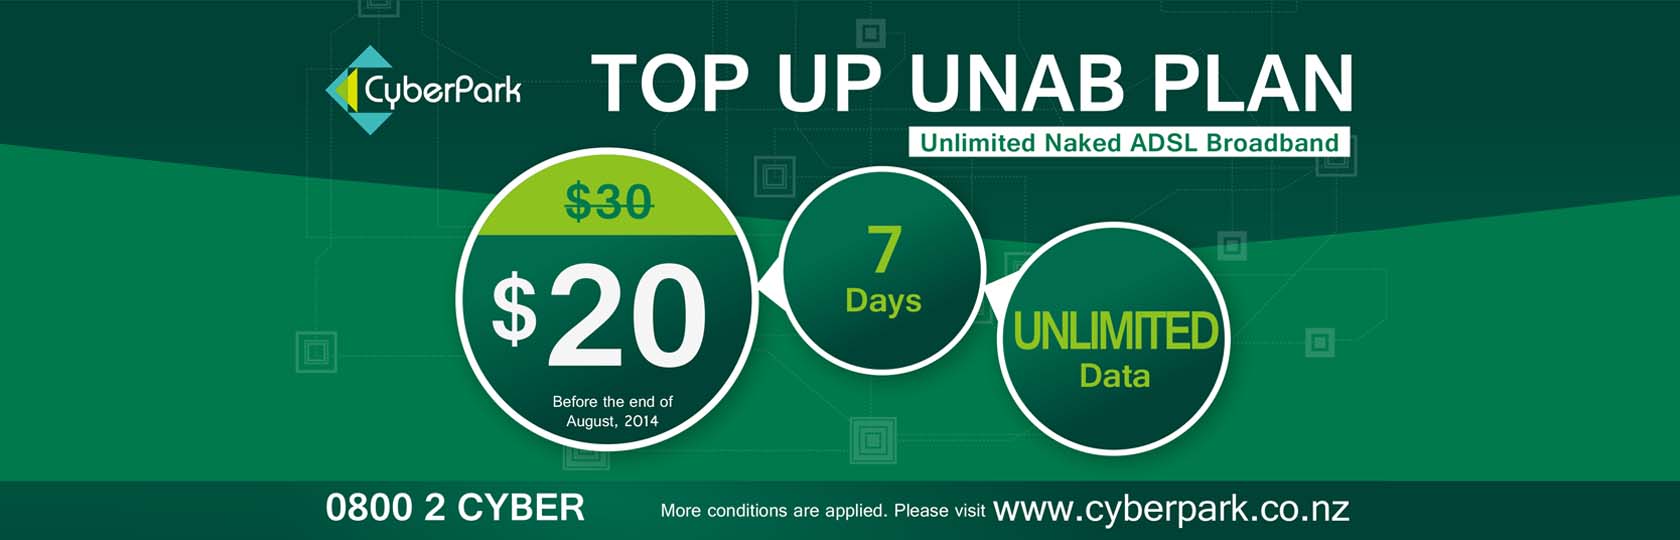 CyberPark
TOP UP UNAB PLAN
Unlimited Naked ADSL Broadband
$30
$20
Before the end of
August, 2014
7
Days
UNLIMITED
Data
0800 2 CYBER
More conditions are applied. Please visit www.cyberpark.co.nz